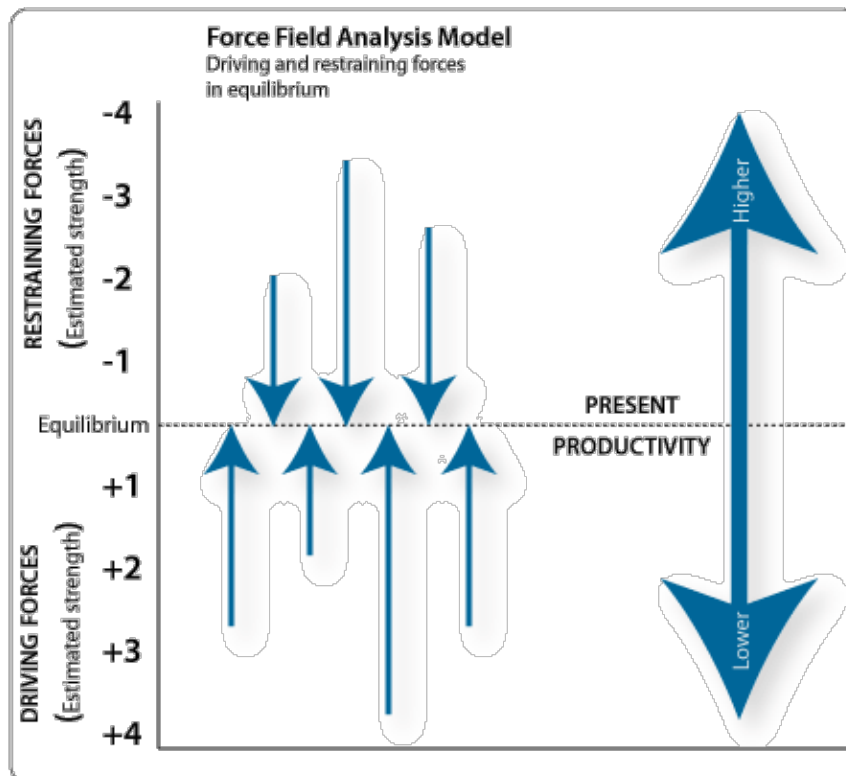 Force Field Analysis Model
Driving and restraining forces
in equilibrium
RESTRAINING FORCES
(Estimated strength)
-4
-3
-2
-1
Equilibrium
PRESENT
PRODUCTIVITY
DRIVING FORCES
(Estimated strength)
+1
+2
+3
+4
Higher
Lower